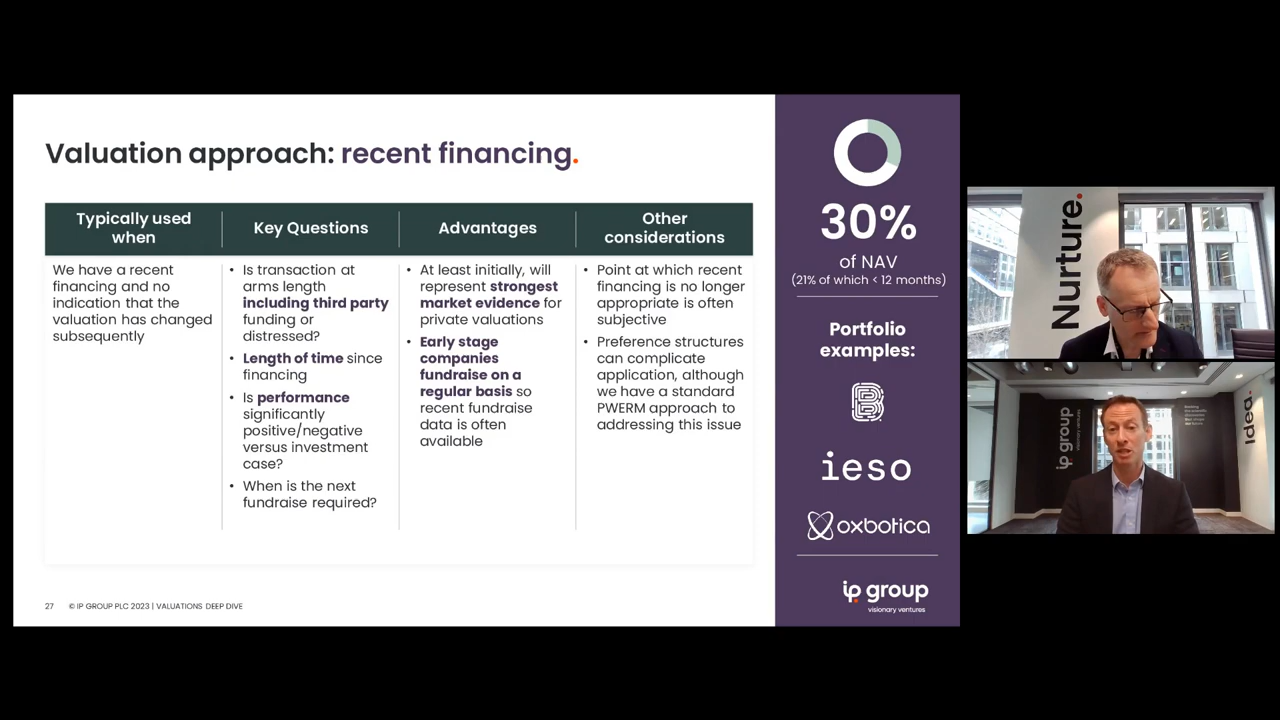 Valuation approach: recent financing.
Typically used
when
Key Questions
Advantages
Other
considerations
We have a recent
financing and no
indication that the
valuation has changed
subsequently
• Is transaction at
arms length
including third party
funding or
distressed?
• Length of time since
financing
• Is performance
significantly
positive/negative
versus investment
case?
• When is the next
fundraise required?
• At least initially, will
represent strongest
market evidence for
private valuations
• Early stage
companies
fundraise on a
regular basis so
recent fundraise
data is often
available
• Point at which recent
financing is no longer
appropriate is often
subjective
• Preference structures
can complicate
application, although
we have a standard
PWERM approach to
addressing this issue
27 © IP GROUP PLC 2023 | VALUATIONS DEEP DIVE
30%
of NAV
(21% of which < 12 months)
Portfolio
examples:
B
ieso
oxbotica
ip group
visionary ventures
Nurture.
ip group
visionary ventures
Idea.